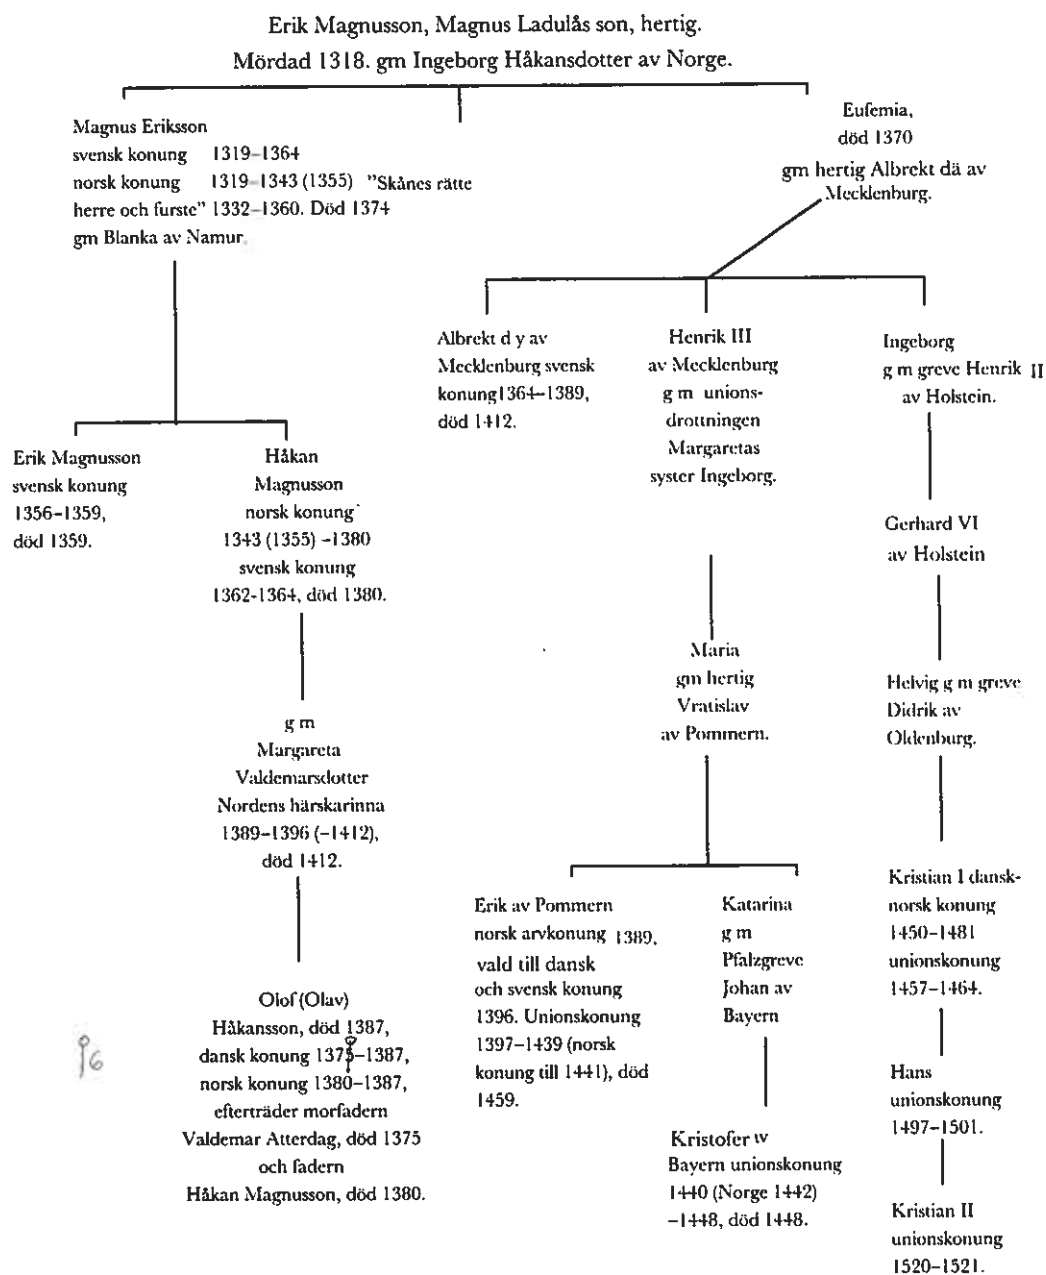 Erik Magnusson, Magnus Ladulås son, hertig.
Mördad 1318. gm Ingeborg Håkansdotter av Norge.
Magnus Eriksson
svensk konung 1319–1364
norsk konung 1319–1343 (1355) ”Skånes rätte
herre och furste” 1332–1360. Död 1374
gm Blanka av Namur.
Eufemia,
död 1370
gm hertig Albrekt dä av
Mecklenburg.
Albrekt d y av
Mecklenburg svensk
konung1364–1389,
död 1412.
Henrik III
av Mecklenburg
g m unions-
drottningen
Margaretas
syster Ingeborg.
Ingeborg
g m greve Henrik II
av Holstein.
Erik Magnusson
svensk konung
1356–1359,
död 1359.
Håkan
Magnusson
norsk konung
1343 (1355) –1380
svensk konung
1362-1364, död 1380.
Gerhard VI
av Holstein
Maria
gm hertig
Vratislav
av Pommern.
Helvig g m greve
Didrik av
Oldenburg.
g m
Margareta
Valdemarsdotter
Nordens härskarinna
1389–1396 (–1412),
död 1412.
Erik av Pommern
norsk arvkonung 1389,
vald till dansk
och svensk konung
1396. Unionskonung
1397–1439 (norsk
konung till 1441), död
1459.
Katarina
g m
Pfalzgreve
Johan av
Bayern
Kristian I dansk-
norsk konung
1450–1481
unionskonung
1457–1464.
Olof (Olav)
Håkansson, död 1387,
dansk konung 1375–1387,
norsk konung 1380–1387,
efterträder morfadern
Valdemar Atterdag, död 1375
och fadern
Håkan Magnusson, död 1380.
6
Hans
unionskonung
1497–1501.
Kristofer av
Bayern unionskonung
1440 (Norge 1442)
–1448, död 1448.
Kristian II
unionskonung
1520–1521.